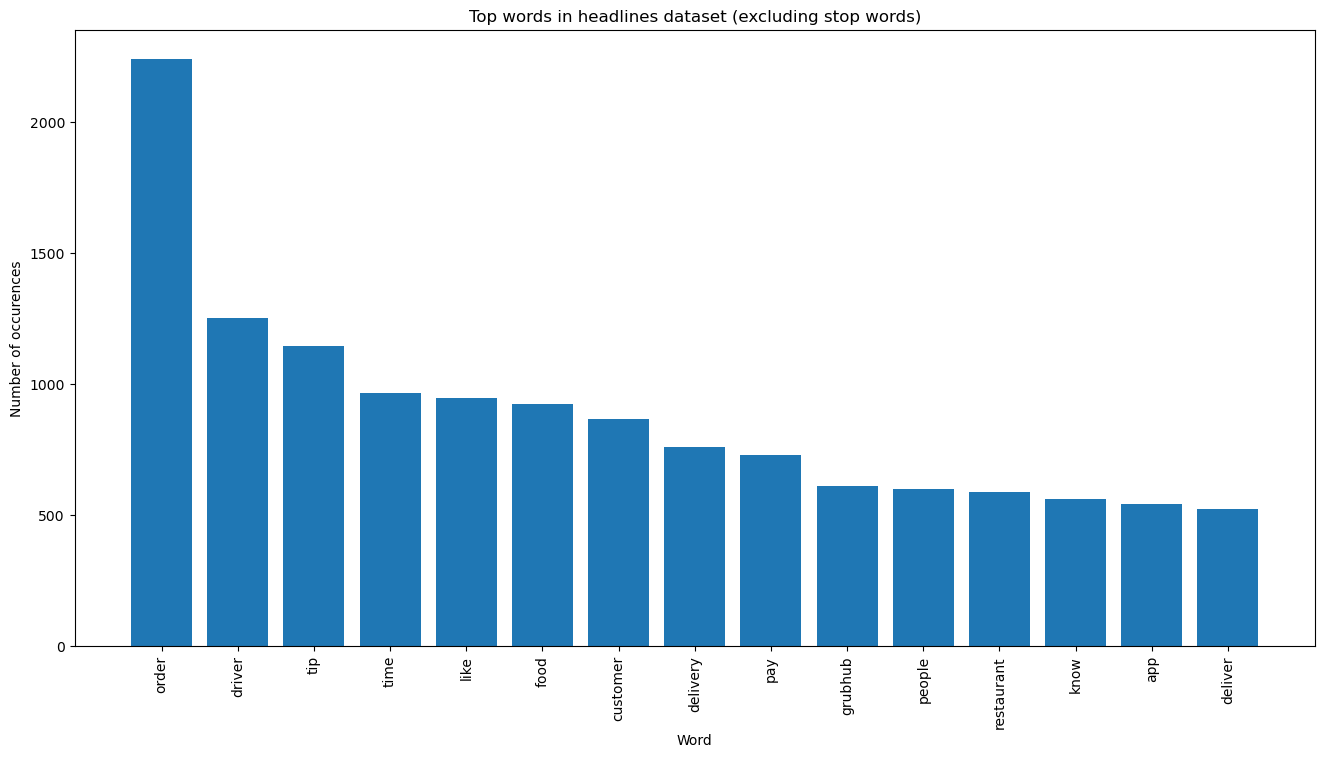 Top words in headlines dataset (excluding stop words)
Number of occurences
2000
1500
1000
500
0
order
driver
tip
time
like
food
customer
delivery
pay
grubhub
people
restaurant
know
app
deliver
Word